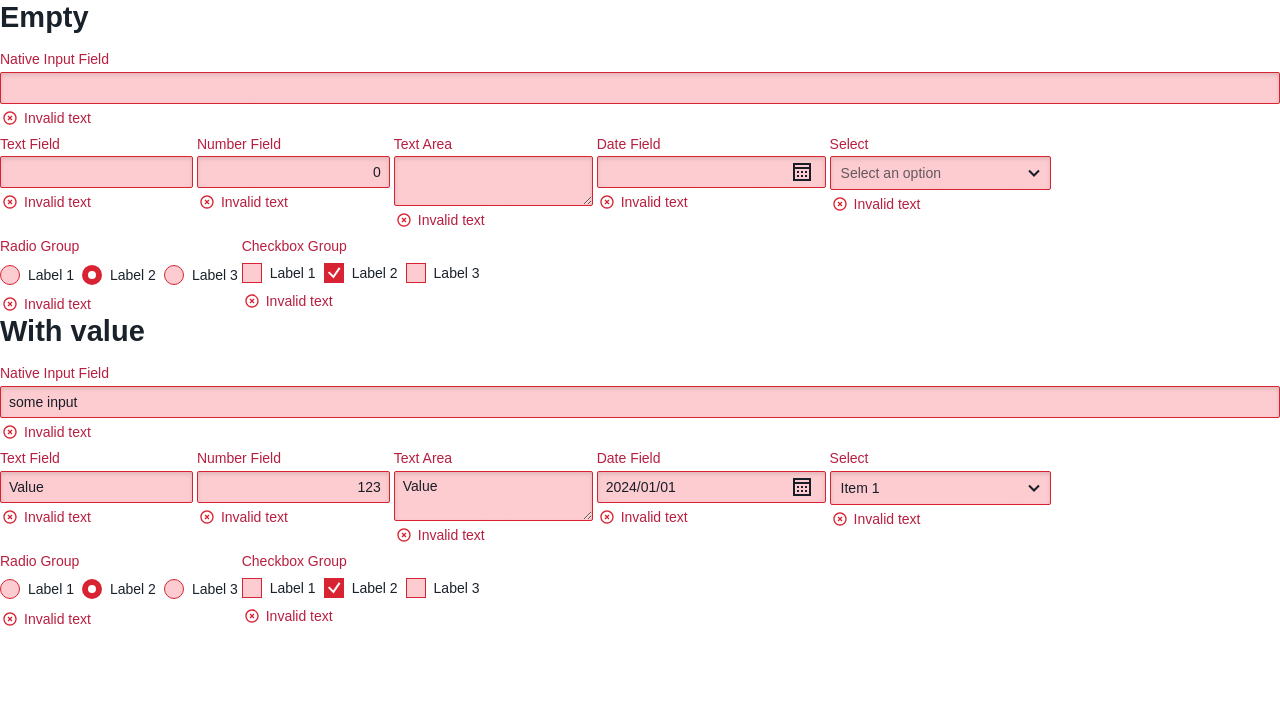 Empty
Native Input Field
Invalid text
Text Field Number Field Text Area Date Field Select
0 Select an option
Invalid text Invalid text Invalid text Invalid text Invalid text
Radio Group Checkbox Group
Label 1 Label 2 Label 3 Label 1 Label 2 Label 3
Invalid text Invalid text
With value
Native Input Field
some input
Invalid text
Text Field Number Field Text Area Date Field Select
Value 123 Value 2024/01/01 Item 1
Invalid text Invalid text Invalid text Invalid text Invalid text
Radio Group Checkbox Group
Label 1 Label 2 Label 3 Label 1 Label 2 Label 3
Invalid text Invalid text